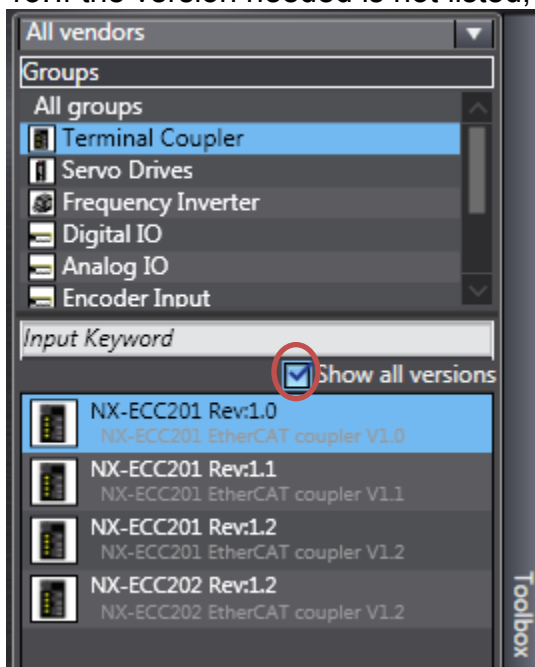 All vendors
Groups
All groups
Terminal Coupler
Servo Drives
Frequency Inverter
Digital IO
Analog IO
Encoder Input
Input Keyword
Show all versions
NX-ECC201 Rev:1.0
NX-ECC201 EtherCAT coupler V1.0
NX-ECC201 Rev:1.1
NX-ECC201 EtherCAT coupler V1.1
NX-ECC201 Rev:1.2
NX-ECC201 EtherCAT coupler V1.2
NX-ECC202 Rev:1.2
NX-ECC202 EtherCAT coupler V1.2
Toolbox